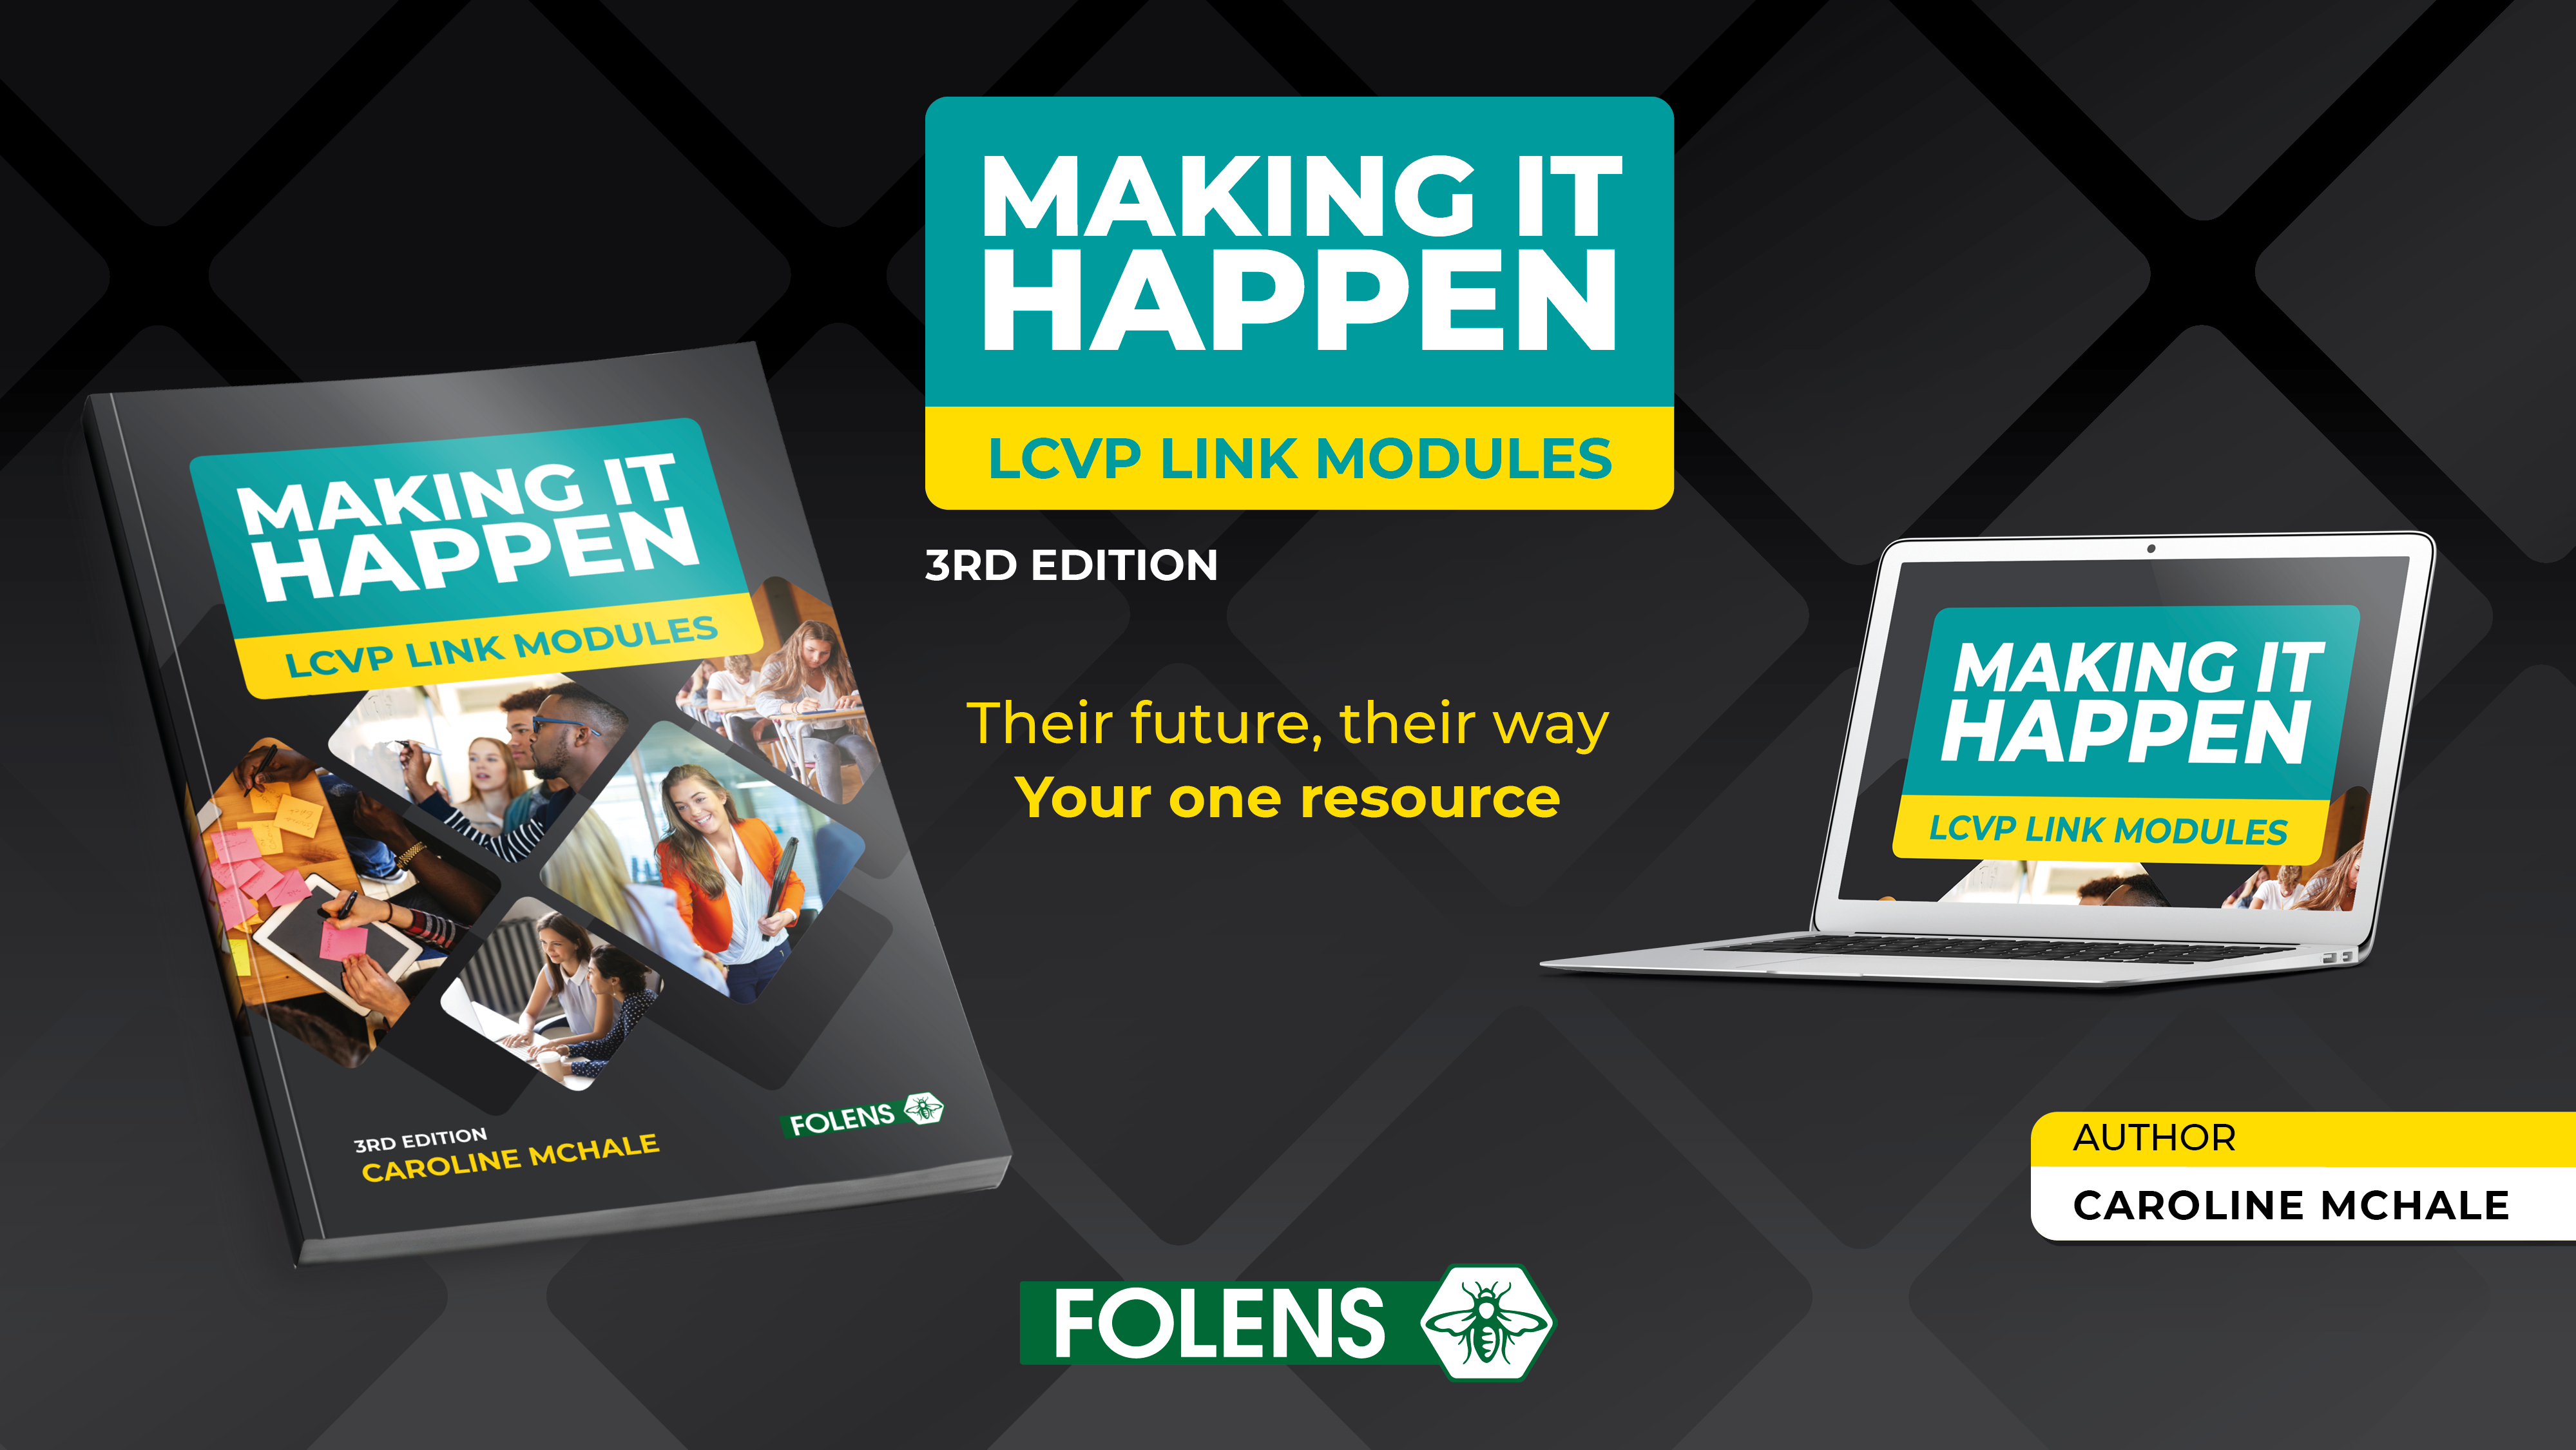 MAKING IT
HAPPEN
LCVP LINK MODULES
3RD EDITION
Their future, their way
Your one resource
MAKING IT
HAPPEN
LCVP LINK MODULES
3RD EDITION
CAROLINE MCHALE
FOLENS
MAKING IT
HAPPEN
LCVP LINK MODULES
AUTHOR
CAROLINE MCHALE
FOLENS